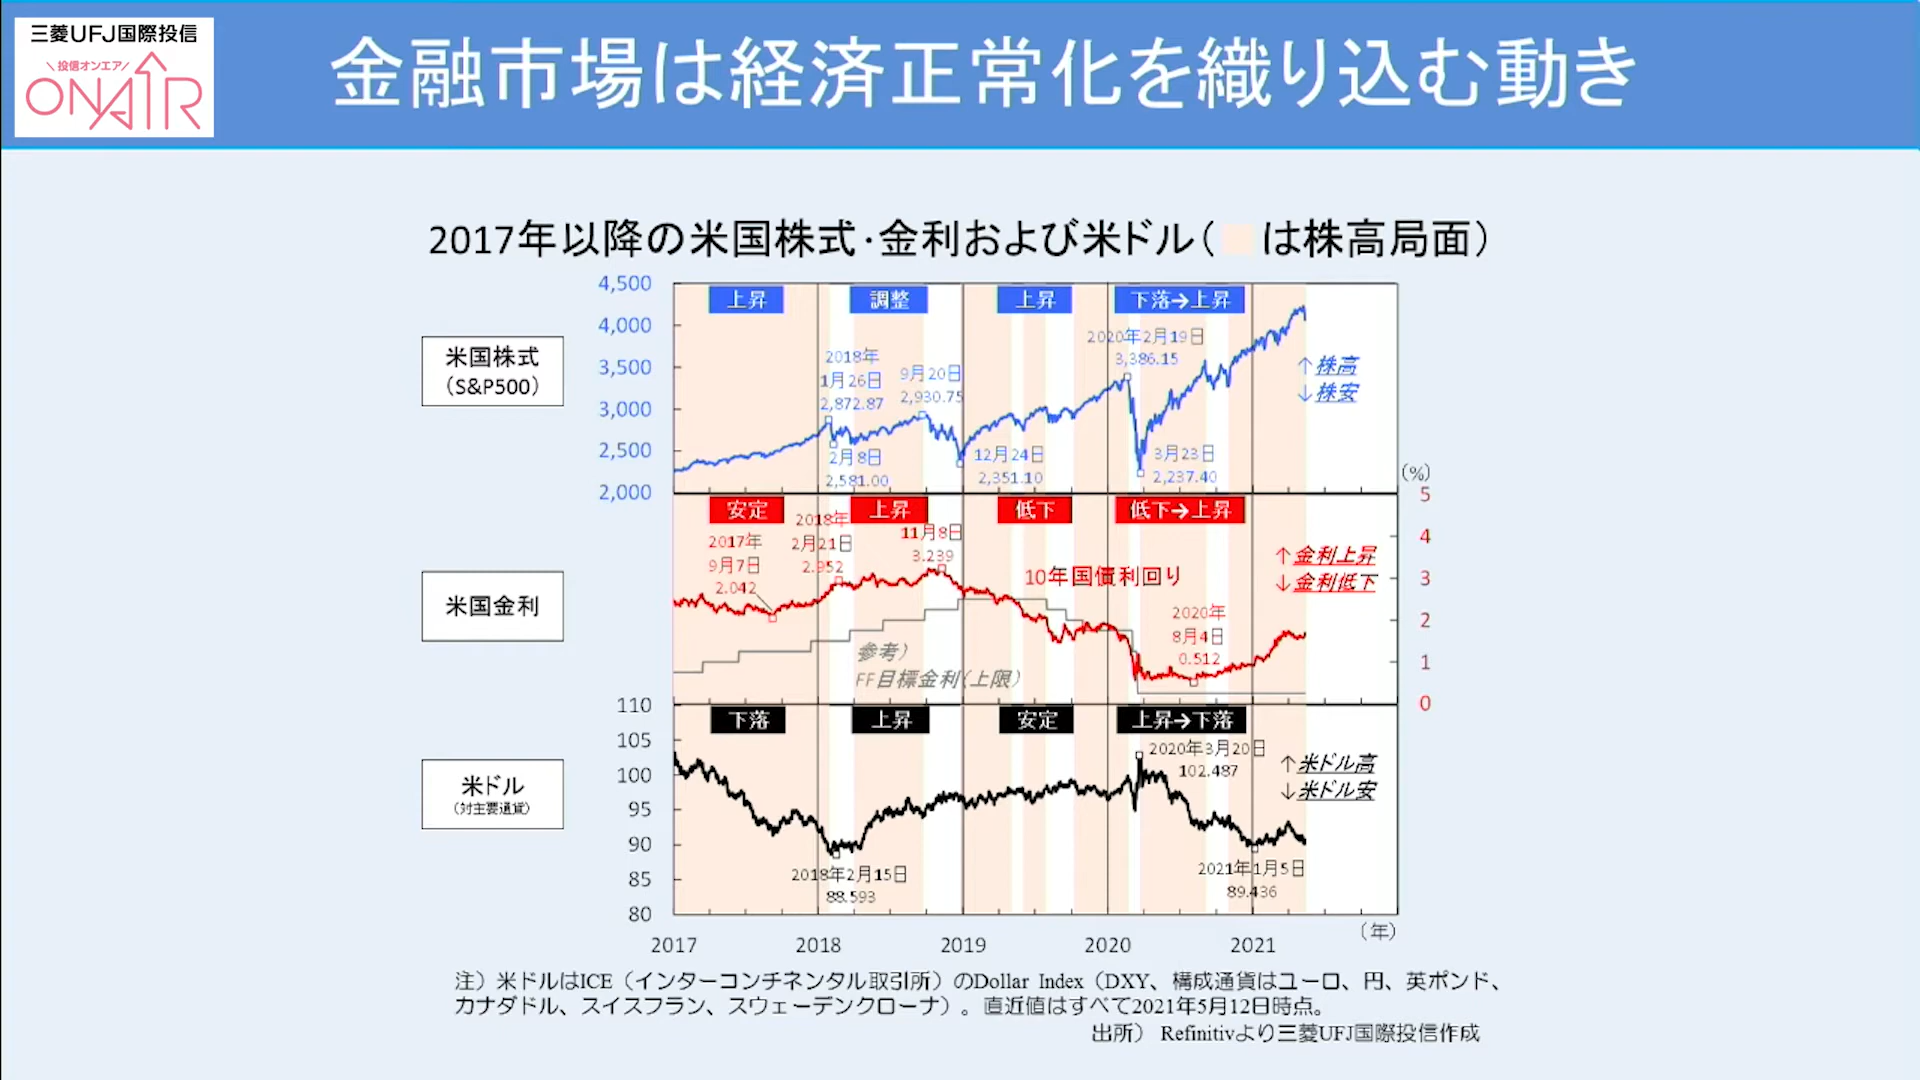 三菱UFJ国際投信
\投信オンエア/
ONAIR
金融市場は経済正常化を織り込む動き
2017年以降の米国株式・金利および米ドル（ は株高局面）
米国株式
（S&P500）
4,500
4,000
3,500
3,000
2,500
2,000
上昇
調整
上昇
下落→上昇
2018年
1月26日
2,872.87
9月20日
2,930.75
2020年2月19日
3,386.15
2月8日
2,581.00
12月24日
2,351.10
3月23日
2,237.40
↑株高
↓株安
米国金利
（%）
5
4
3
2
1
0
安定
上昇
低下
低下→上昇
2017年
9月7日
2.042
2018年
2月21日
2.952
11月8日
3.239
10年国債利回り
2020年
8月4日
0.512
参考）
FF目標金利（上限）
↑金利上昇
↓金利低下
米ドル
（対主要通貨）
110
105
100
95
90
85
80
下落
上昇
安定
上昇→下落
2020年3月20日
102.487
2018年2月15日
88.593
2021年1月5日
89.436
↑米ドル高
↓米ドル安
2017
2018
2019
2020
2021
（年）
注）米ドルはICE（インターコンチネンタル取引所）のDollar Index（DXY、構成通貨はユーロ、円、英ポンド、
カナダドル、スイスフラン、スウェーデンクローナ）。直近値はすべて2021年5月12日時点。
出所） Refinitivより三菱UFJ国際投信作成